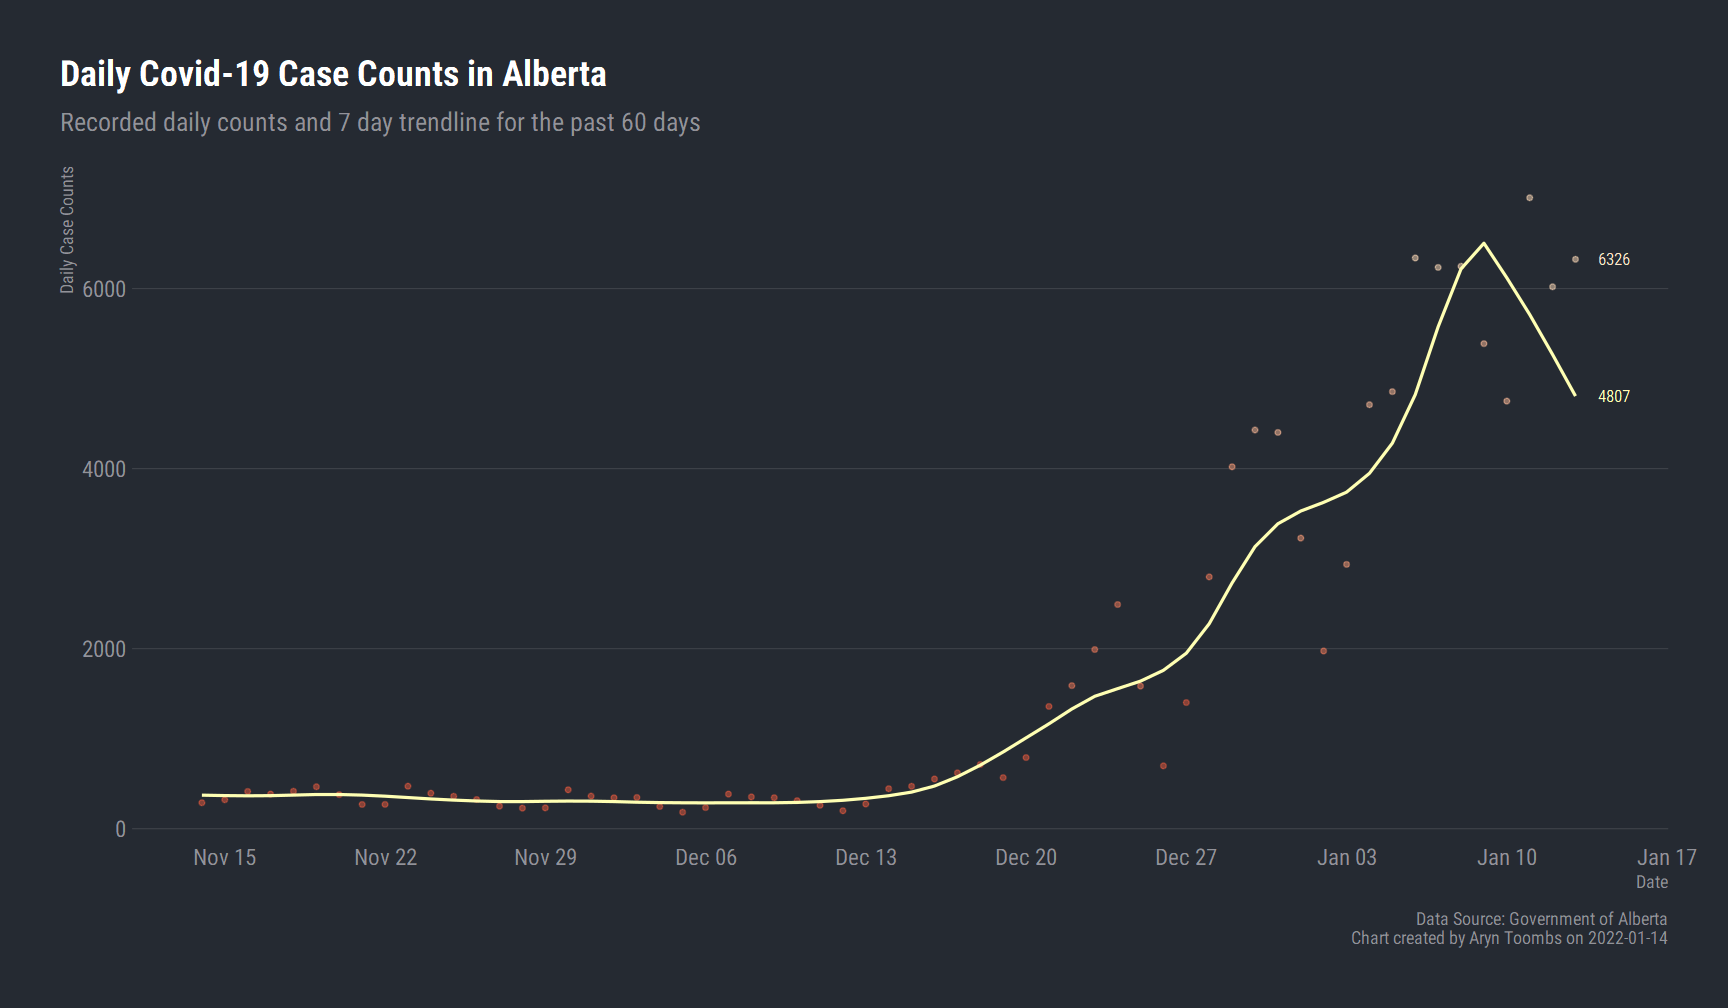 Daily Covid-19 Case Counts in Alberta
Recorded daily counts and 7 day trendline for the past 60 days
Daily Case Counts
6000
4000
2000
0
6326
4807
Nov 15
Nov 22
Nov 29
Dec 06
Dec 13
Dec 20
Dec 27
Jan 03
Jan 10
Jan 17
Date
Data Source: Government of Alberta
Chart created by Aryn Toombs on 2022-01-14